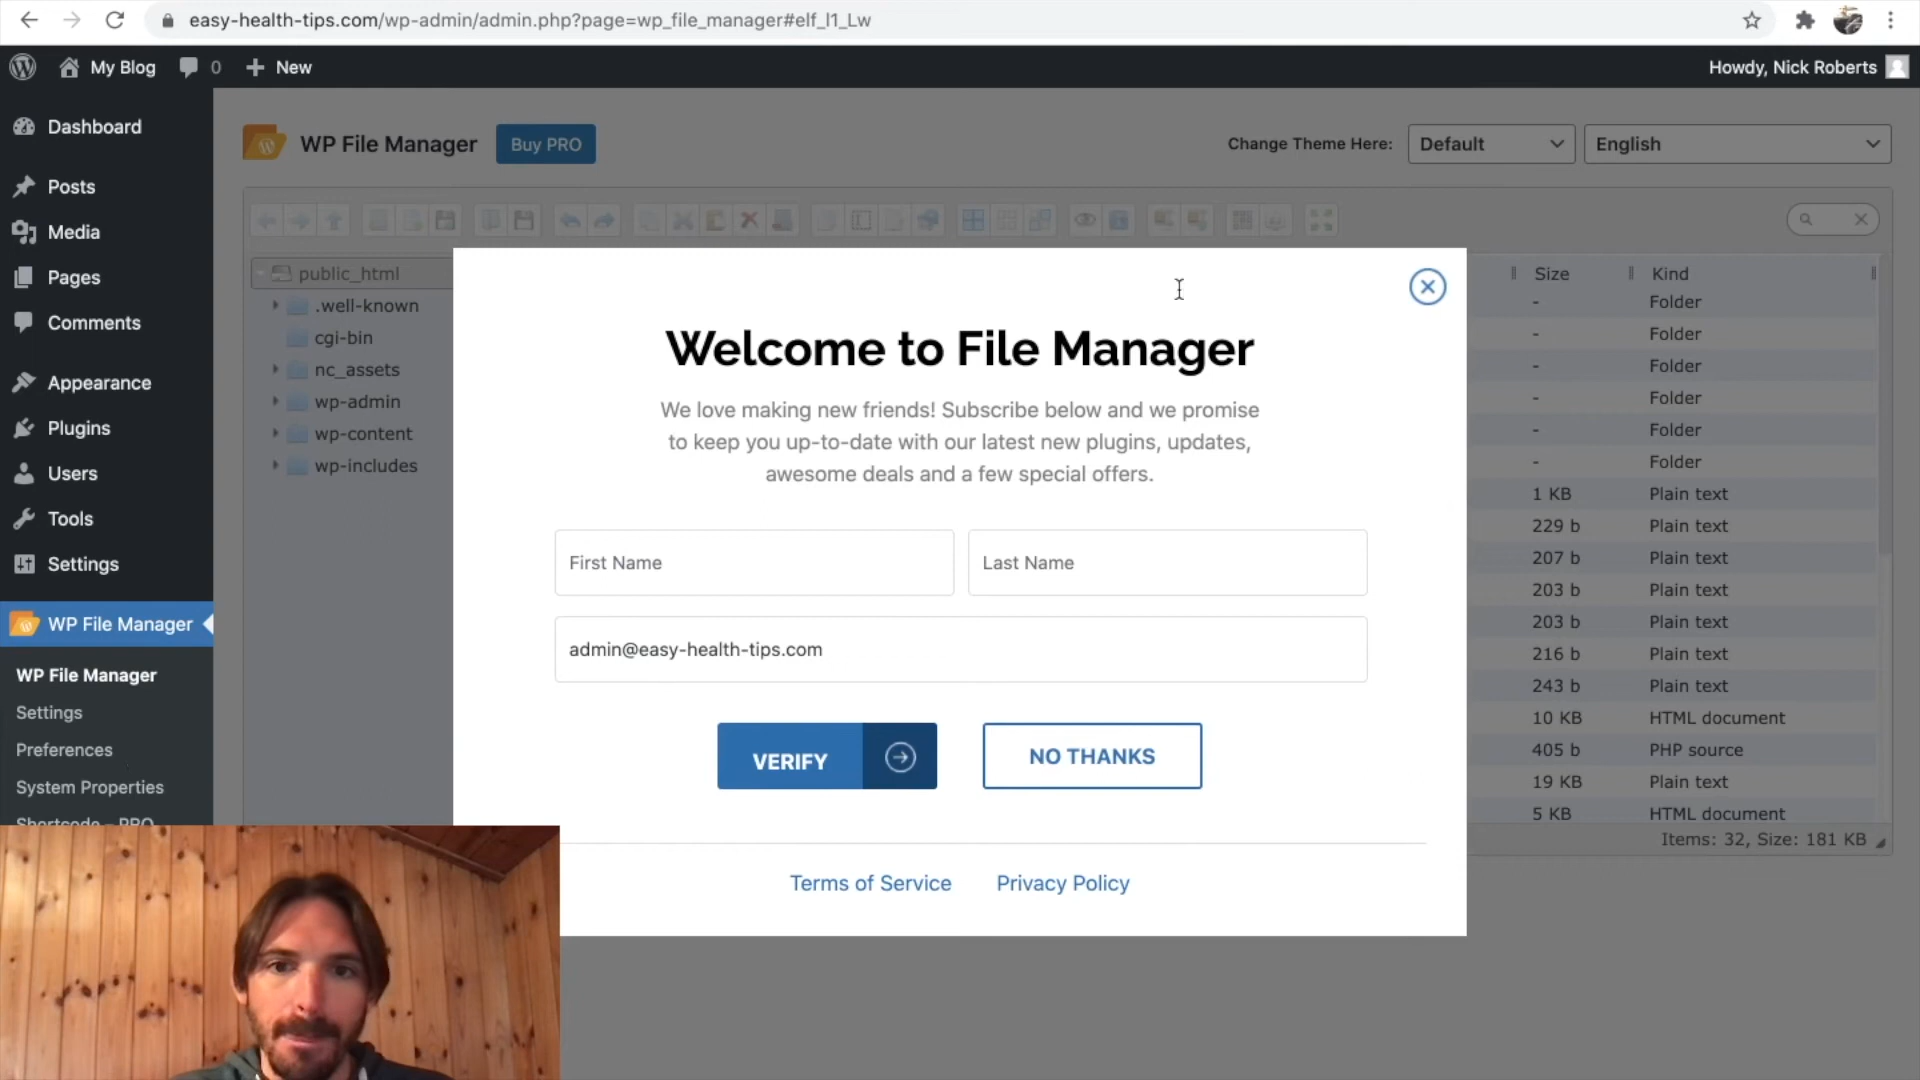 easy-health-tips.com/wp-admin/admin.php?page=wp_file_manager#elf_l1_Lw
My Blog 0 New
Howdy, Nick Roberts
Dashboard
Posts
Media
Pages
Comments
Appearance
Plugins
Users
Tools
Settings
WP File Manager
WP File Manager
Settings
Preferences
System Properties
Shortcode - PRO
WP File Manager Buy PRO
Change Theme Here: Default English
public_html
.well-known
cgi-bin
nc_assets
wp-admin
wp-content
wp-includes
Welcome to File Manager
We love making new friends! Subscribe below and we promise
to keep you up-to-date with our latest new plugins, updates,
awesome deals and a few special offers.
First Name Last Name
admin@easy-health-tips.com
VERIFY NO THANKS
Terms of Service Privacy Policy
Size Kind
- Folder
- Folder
- Folder
- Folder
- Folder
- Folder
1 KB Plain text
229 b Plain text
207 b Plain text
203 b Plain text
203 b Plain text
216 b Plain text
243 b Plain text
10 KB HTML document
405 b PHP source
19 KB Plain text
5 KB HTML document
Items: 32, Size: 181 KB